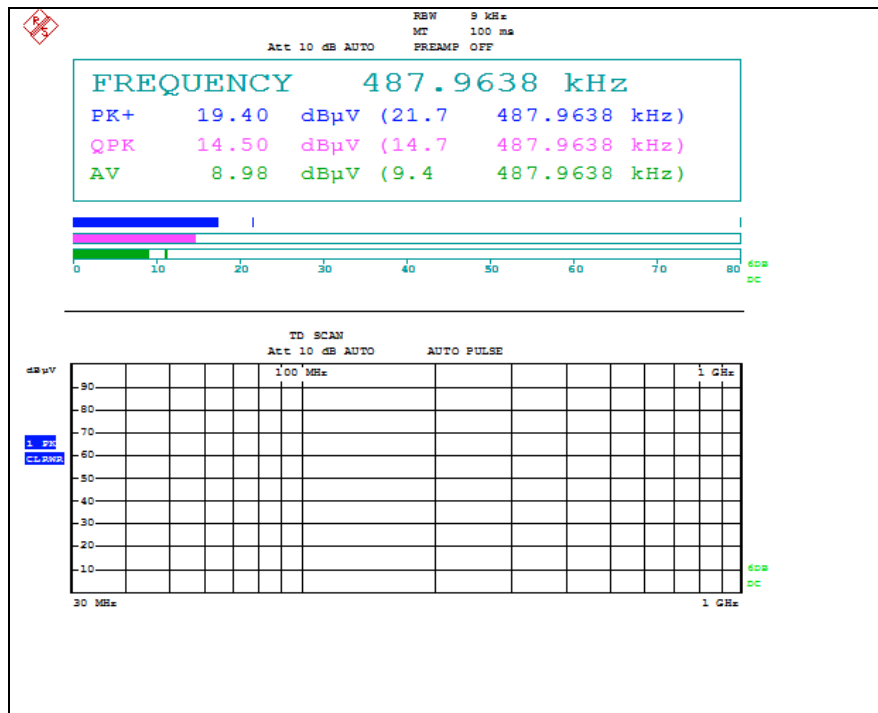 RBW 9 kHz
MT 100 ms
Att 10 dB AUTO PREAMP OFF
FREQUENCY 487.9638 kHz
PK+ 19.40 dBµV (21.7 487.9638 kHz)
QPK 14.50 dBµV (14.7 487.9638 kHz)
AV 8.98 dBµV (9.4 487.9638 kHz)
0 10 20 30 40 50 60 70 80
6DB
DC
TD SCAN
Att 10 dB AUTO AUTO PULSE
dBµV
100 MHz 1 GHz
90
80
70
1 PK
60
CLRWR
50
40
30
20
10
6DB
DC
30 MHz 1 GHz